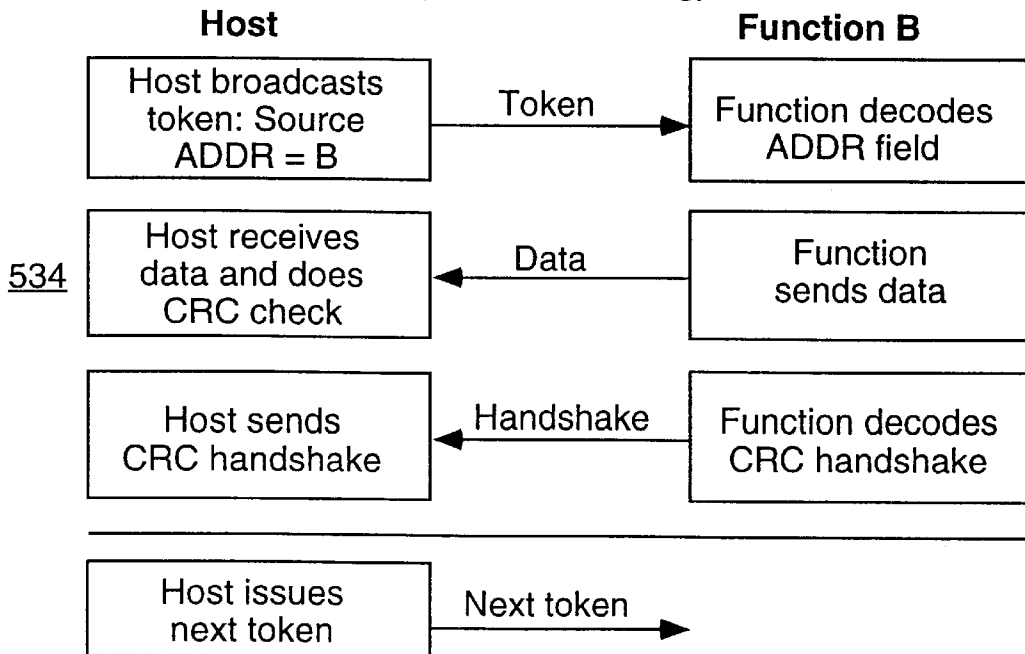 Host
Function B
Host broadcasts
token: Source
ADDR = B
Token
Function decodes
ADDR field
534
Host receives
data and does
CRC check
Data
Function
sends data
Host sends
CRC handshake
Handshake
Function decodes
CRC handshake
Host issues
next token
Next token